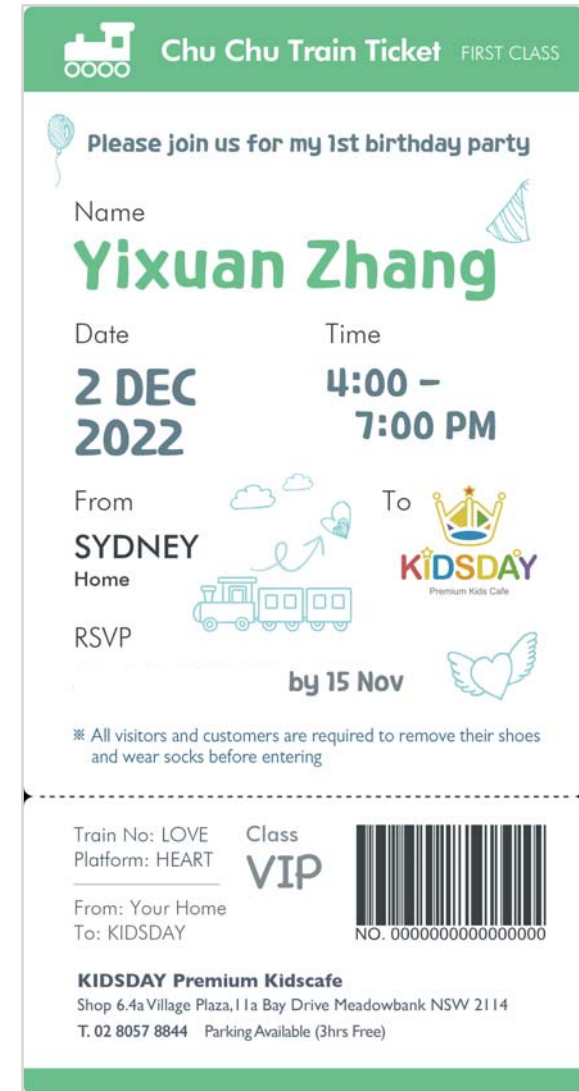 Chu Chu Train Ticket FIRST CLASS
Please join us for my 1st birthday party
Name
Yixuan Zhang
Date
2 DEC
2022
Time
4:00 –
7:00 PM
From
SYDNEY
Home
To
KIDSDAY
Premium Kids Cafe
RSVP
by 15 Nov
※ All visitors and customers are required to remove their shoes
and wear socks before entering
Train No: LOVE
Platform: HEART
From: Your Home
To: KIDSDAY
Class
VIP
NO. 0000000000000000
KIDSDAY Premium Kidscafe
Shop 6.4a Village Plaza, 11a Bay Drive Meadowbank NSW 2114
T. 02 8057 8844 Parking Available (3hrs Free)